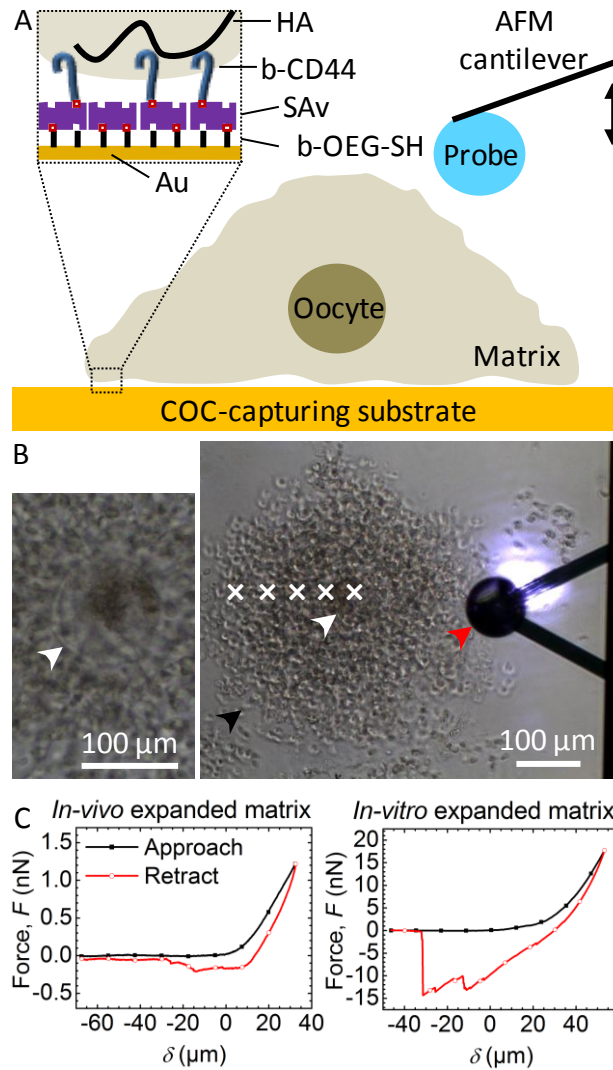 A
HA
b-CD44
SAv
b-OEG-SH
Au
AFM
cantilever
Probe
Oocyte
Matrix
COC-capturing substrate
B
100 µm
100 µm
C
In-vivo expanded matrix
Approach
Retract
Force, F (nN)
1.5
1.0
0.5
0.0
-0.5
-60 -40 -20 0 20 40
δ (µm)
In-vitro expanded matrix
Force, F (nN)
20
15
10
5
0
-5
-10
-15
-40 -20 0 20 40
δ (µm)